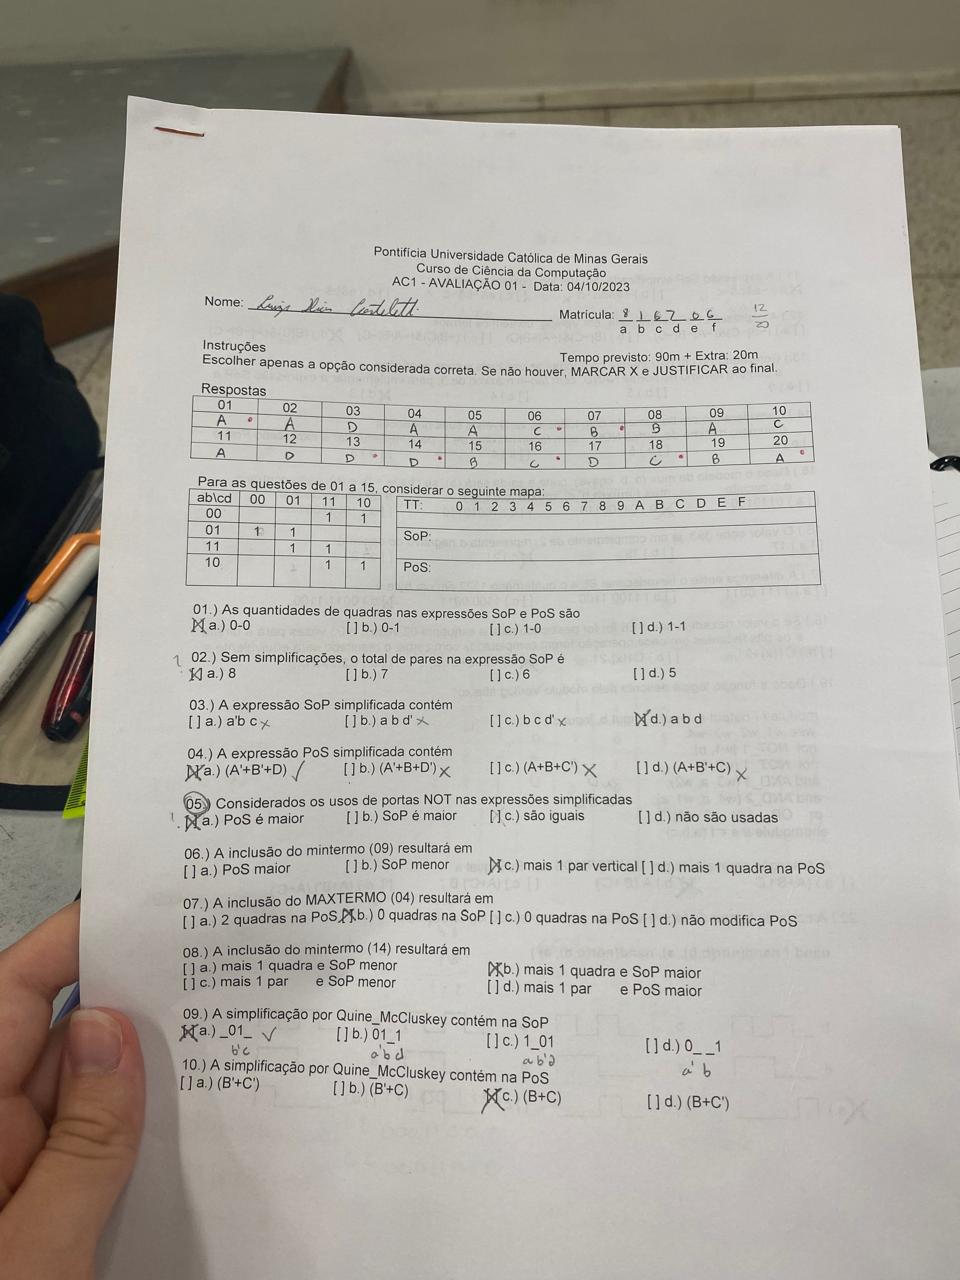 Pontifícia Universidade Católica de Minas Gerais
Curso de Ciência da Computação
AC1 - AVALIAÇÃO 01 - Data: 04/10/2023
Nome: Matrícula: 8 1 6 7 0 6
a b c d e f
12
20
Instruções Tempo previsto: 90m + Extra: 20m
Escolher apenas a opção considerada correta. Se não houver, MARCAR X e JUSTIFICAR ao final.
Respostas
01 02 03 04 05 06 07 08 09 10
A A D A A C B B A C
11 12 13 14 15 16 17 18 19 20
A D D D B C D C B A
Para as questões de 01 a 15, considerar o seguinte mapa:
ab\cd 00 01 11 10
00 1 1
01 1 1
11 1 1
10 1 1
TT: 0 1 2 3 4 5 6 7 8 9 A B C D E F
SoP:
PoS:
01.) As quantidades de quadras nas expressões SoP e PoS são
[X] a.) 0-0 [ ] b.) 0-1 [ ] c.) 1-0 [ ] d.) 1-1
02.) Sem simplificações, o total de pares na expressão SoP é
[X] a.) 8 [ ] b.) 7 [ ] c.) 6 [ ] d.) 5
03.) A expressão SoP simplificada contém
[ ] a.) a'b c x [ ] b.) a b d' x [ ] c.) b c d' x [X] d.) a b d
04.) A expressão PoS simplificada contém
[X] a.) (A'+B'+D) ✓ [ ] b.) (A'+B+D') x [ ] c.) (A+B+C') x [ ] d.) (A+B'+C) x
05.) Considerados os usos de portas NOT nas expressões simplificadas
[X] a.) PoS é maior [ ] b.) SoP é maior [ ] c.) são iguais [ ] d.) não são usadas
06.) A inclusão do mintermo (09) resultará em
[ ] a.) PoS maior [ ] b.) SoP menor [X] c.) mais 1 par vertical [ ] d.) mais 1 quadra na PoS
07.) A inclusão do MAXTERMO (04) resultará em
[ ] a.) 2 quadras na PoS [X] b.) 0 quadras na SoP [ ] c.) 0 quadras na PoS [ ] d.) não modifica PoS
08.) A inclusão do mintermo (14) resultará em
[ ] a.) mais 1 quadra e SoP menor [X] b.) mais 1 quadra e SoP maior
[ ] c.) mais 1 par e SoP menor [ ] d.) mais 1 par e PoS maior
09.) A simplificação por Quine_McCluskey contém na SoP
[X] a.) _01_ ✓ [ ] b.) 01_1 [ ] c.) 1_01 [ ] d.) 0_ _1
b'c a'bd ab'd a' b
10.) A simplificação por Quine_McCluskey contém na PoS
[ ] a.) (B'+C') [ ] b.) (B'+C) [X] c.) (B+C) [ ] d.) (B+C')